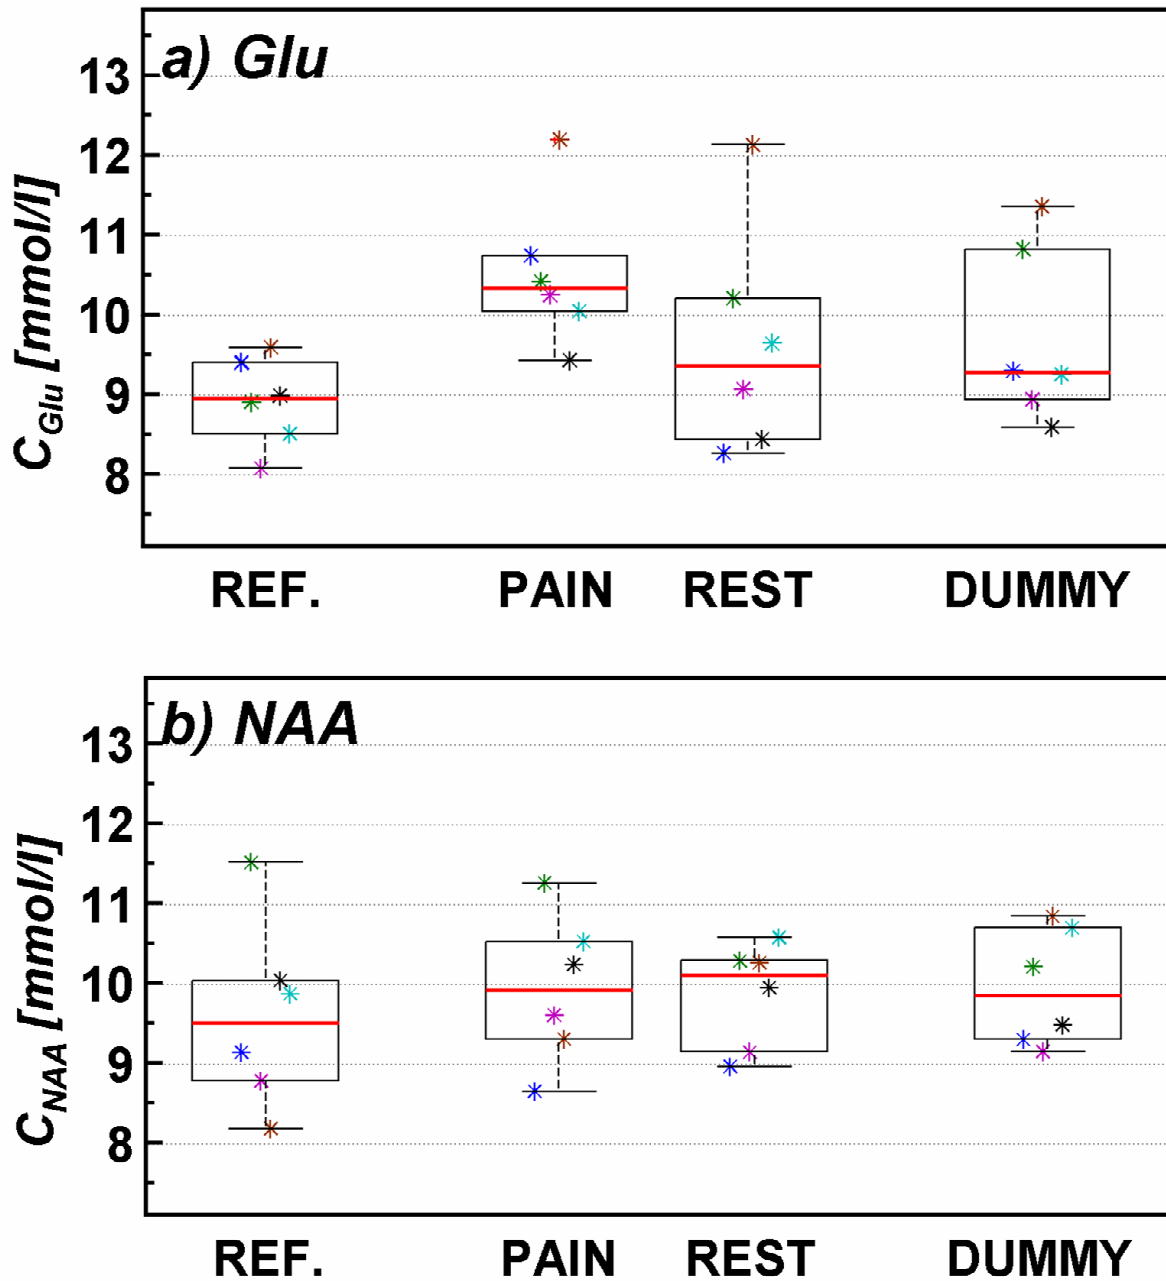 a) Glu
13
12
11
10
9
8
C_Glu [mmol/l]
REF. PAIN REST DUMMY
b) NAA
13
12
11
10
9
8
C_NAA [mmol/l]
REF. PAIN REST DUMMY